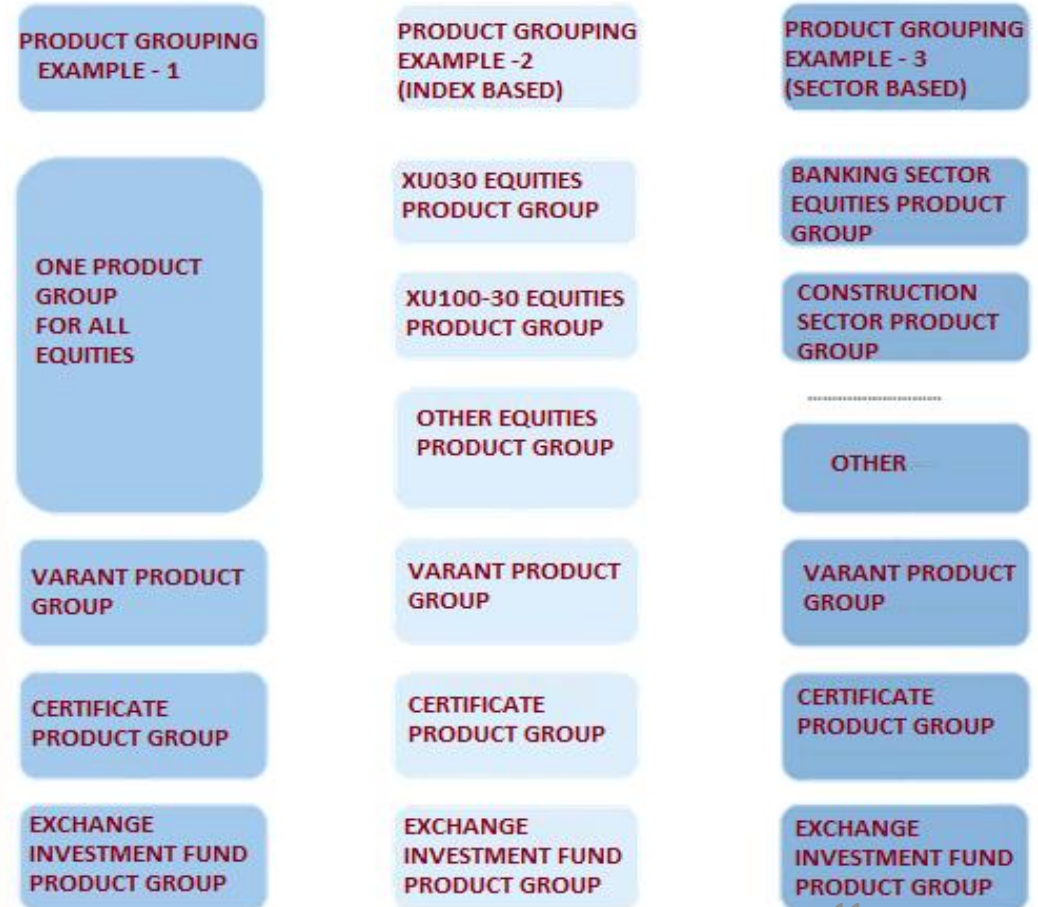 PRODUCT GROUPING
EXAMPLE - 1
ONE PRODUCT
GROUP
FOR ALL
EQUITIES
VARANT PRODUCT
GROUP
CERTIFICATE
PRODUCT GROUP
EXCHANGE
INVESTMENT FUND
PRODUCT GROUP
PRODUCT GROUPING
EXAMPLE -2
(INDEX BASED)
XU030 EQUITIES
PRODUCT GROUP
XU100-30 EQUITIES
PRODUCT GROUP
OTHER EQUITIES
PRODUCT GROUP
VARANT PRODUCT
GROUP
CERTIFICATE
PRODUCT GROUP
EXCHANGE
INVESTMENT FUND
PRODUCT GROUP
PRODUCT GROUPING
EXAMPLE - 3
(SECTOR BASED)
BANKING SECTOR
EQUITIES PRODUCT
GROUP
CONSTRUCTION
SECTOR PRODUCT
GROUP
OTHER
VARANT PRODUCT
GROUP
CERTIFICATE
PRODUCT GROUP
EXCHANGE
INVESTMENT FUND
PRODUCT GROUP